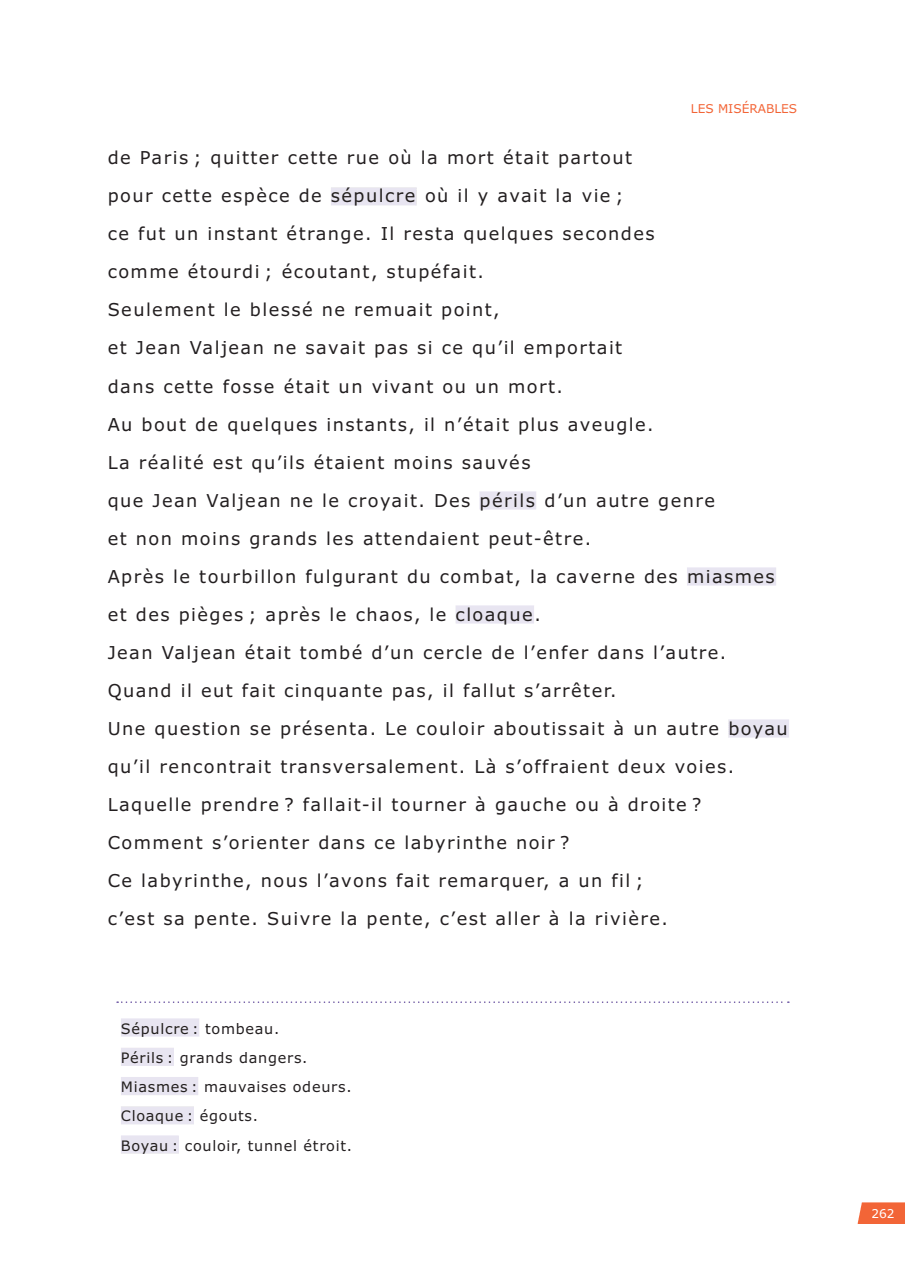 LES MISÉRABLES
de Paris ; quitter cette rue où la mort était partout
pour cette espèce de sépulcre où il y avait la vie ;
ce fut un instant étrange. Il resta quelques secondes
comme étourdi ; écoutant, stupéfait.
Seulement le blessé ne remuait point,
et Jean Valjean ne savait pas si ce qu’il emportait
dans cette fosse était un vivant ou un mort.
Au bout de quelques instants, il n’était plus aveugle.
La réalité est qu’ils étaient moins sauvés
que Jean Valjean ne le croyait. Des périls d’un autre genre
et non moins grands les attendaient peut-être.
Après le tourbillon fulgurant du combat, la caverne des miasmes
et des pièges ; après le chaos, le cloaque.
Jean Valjean était tombé d’un cercle de l’enfer dans l’autre.
Quand il eut fait cinquante pas, il fallut s’arrêter.
Une question se présenta. Le couloir aboutissait à un autre boyau
qu’il rencontrait transversalement. Là s’offraient deux voies.
Laquelle prendre ? fallait-il tourner à gauche ou à droite ?
Comment s’orienter dans ce labyrinthe noir ?
Ce labyrinthe, nous l’avons fait remarquer, a un fil ;
c’est sa pente. Suivre la pente, c’est aller à la rivière.
Sépulcre : tombeau.
Périls : grands dangers.
Miasmes : mauvaises odeurs.
Cloaque : égouts.
Boyau : couloir, tunnel étroit.
262